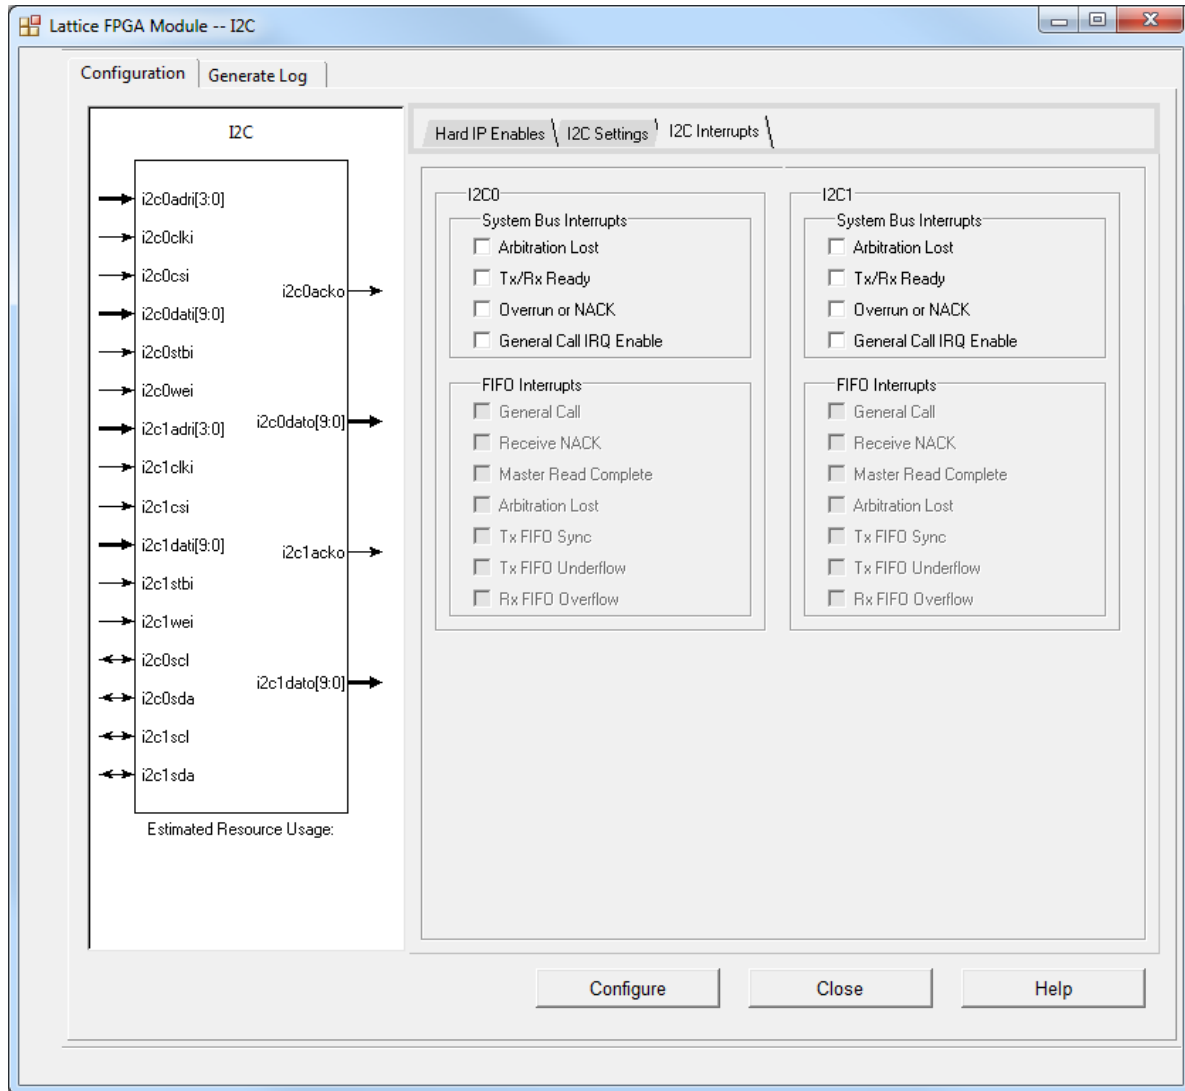 Lattice FPGA Module -- I2C
Configuration
Generate Log
I2C
i2c0adri[3:0]
i2c0clki
i2c0csi
i2c0acko
i2c0dati[9:0]
i2c0stbi
i2c0wei
i2c0dato[9:0]
i2c1adri[3:0]
i2c1clki
i2c1csi
i2c1dati[9:0]
i2c1acko
i2c1stbi
i2c1wei
i2c0scl
i2c1dato[9:0]
i2c0sda
i2c1scl
i2c1sda
Estimated Resource Usage:
Hard IP Enables
I2C Settings
I2C Interrupts
I2C0
System Bus Interrupts
Arbitration Lost
Tx/Rx Ready
Overrun or NACK
General Call IRQ Enable
FIFO Interrupts
General Call
Receive NACK
Master Read Complete
Arbitration Lost
Tx FIFO Sync
Tx FIFO Underflow
Rx FIFO Overflow
I2C1
System Bus Interrupts
Arbitration Lost
Tx/Rx Ready
Overrun or NACK
General Call IRQ Enable
FIFO Interrupts
General Call
Receive NACK
Master Read Complete
Arbitration Lost
Tx FIFO Sync
Tx FIFO Underflow
Rx FIFO Overflow
Configure
Close
Help